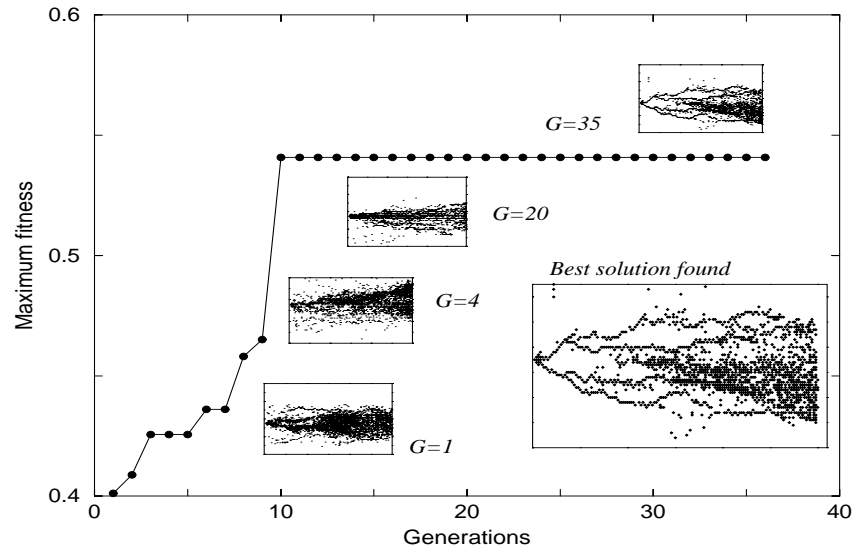 0.6
G=35
G=20
Maximum fitness
0.5
Best solution found
G=4
G=1
0.4
0
10
20
30
40
Generations